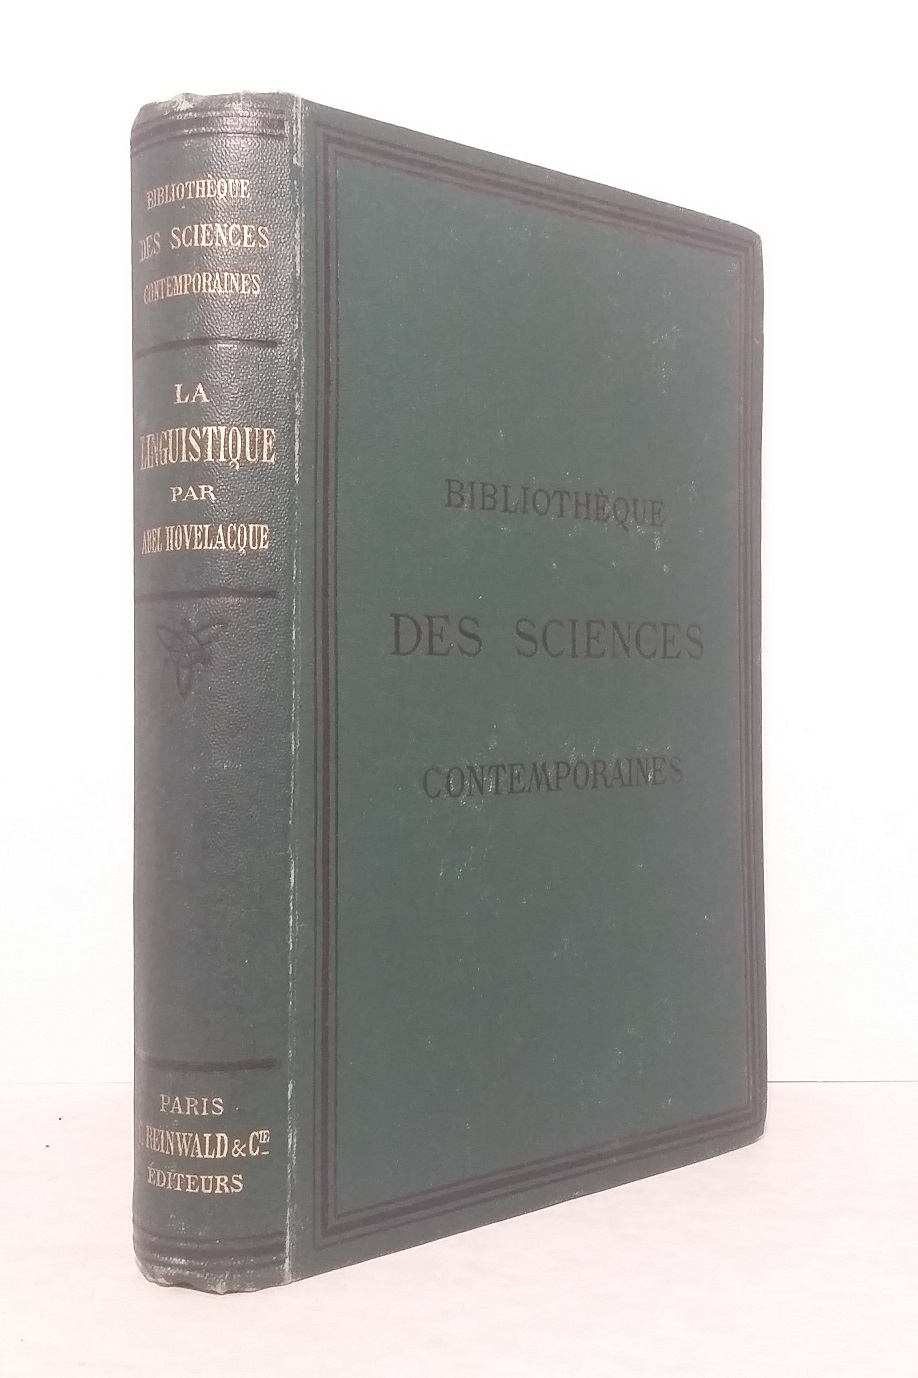 BIBLIOTHÈQUE
DES SCIENCES
CONTEMPORAINES
LA
LINGUISTIQUE
PAR
ABEL HOVELACQUE
PARIS
REINWALD & CIE
ÉDITEURS
BIBLIOTHÈQUE
DES SCIENCES
CONTEMPORAINES